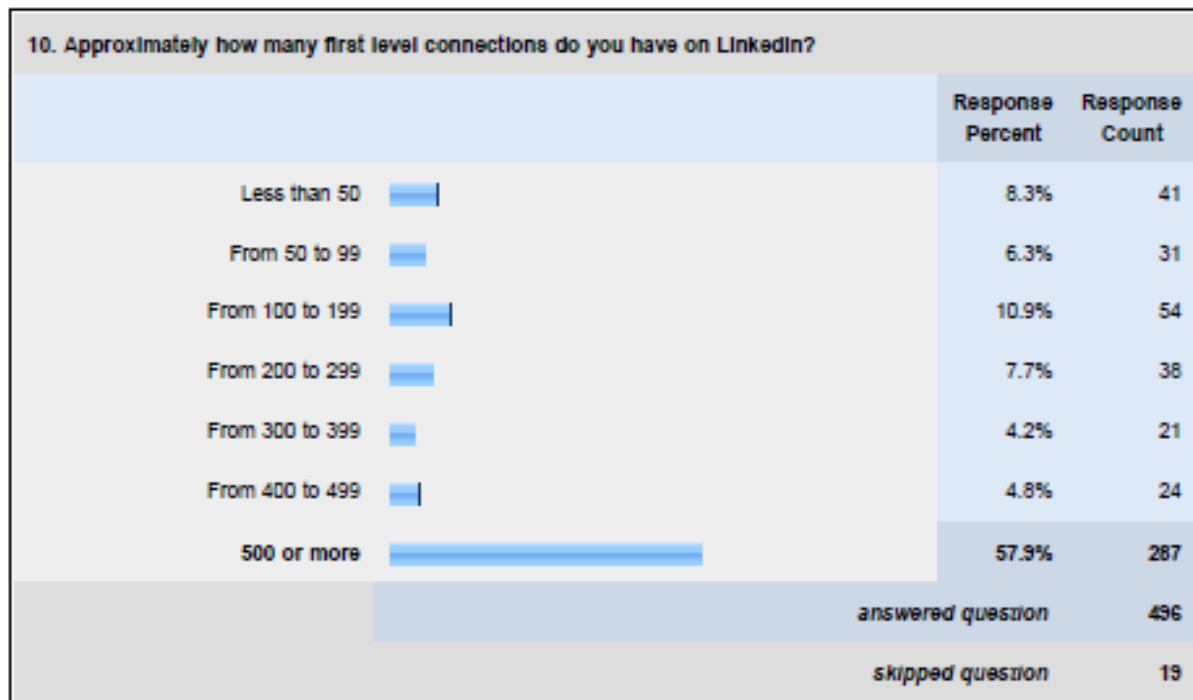 10. Approximately how many first level connections do you have on LinkedIn?
Response Percent Response Count
Less than 50 8.3% 41
From 50 to 99 6.3% 31
From 100 to 199 10.9% 54
From 200 to 299 7.7% 38
From 300 to 399 4.2% 21
From 400 to 499 4.8% 24
500 or more 57.9% 287
answered question 496
skipped question 19